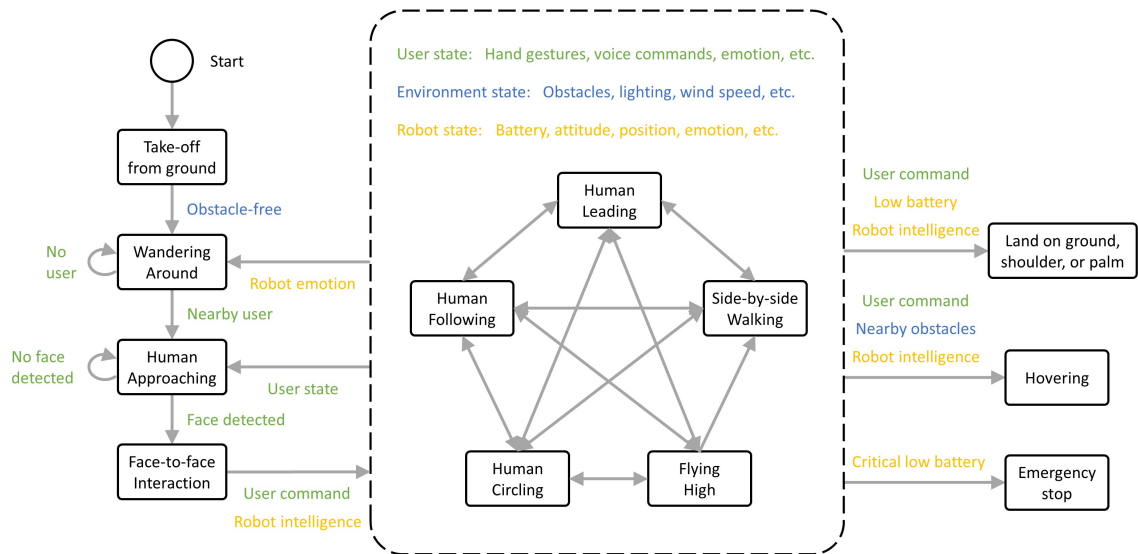 Start
Take-off
from ground
Obstacle-free
No
user
Wandering
Around
Robot emotion
Nearby user
No face
detected
Human
Approaching
User state
Face detected
Face-to-face
Interaction
User command
Robot intelligence
User state: Hand gestures, voice commands, emotion, etc.
Environment state: Obstacles, lighting, wind speed, etc.
Robot state: Battery, attitude, position, emotion, etc.
Human
Leading
Human
Following
Side-by-side
Walking
Human
Circling
Flying
High
User command
Low battery
Robot intelligence
Land on ground,
shoulder, or palm
User command
Nearby obstacles
Robot intelligence
Hovering
Critical low battery
Emergency
stop